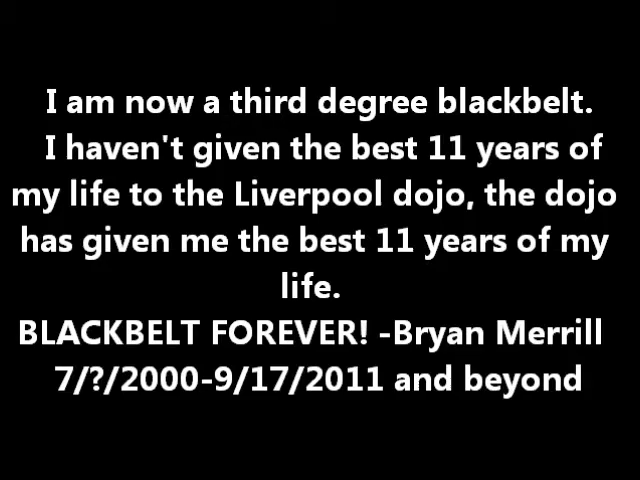 I am now a third degree blackbelt.
I haven't given the best 11 years of
my life to the Liverpool dojo, the dojo
has given me the best 11 years of my
life.
BLACKBELT FOREVER! -Bryan Merrill
7/?/2000-9/17/2011 and beyond